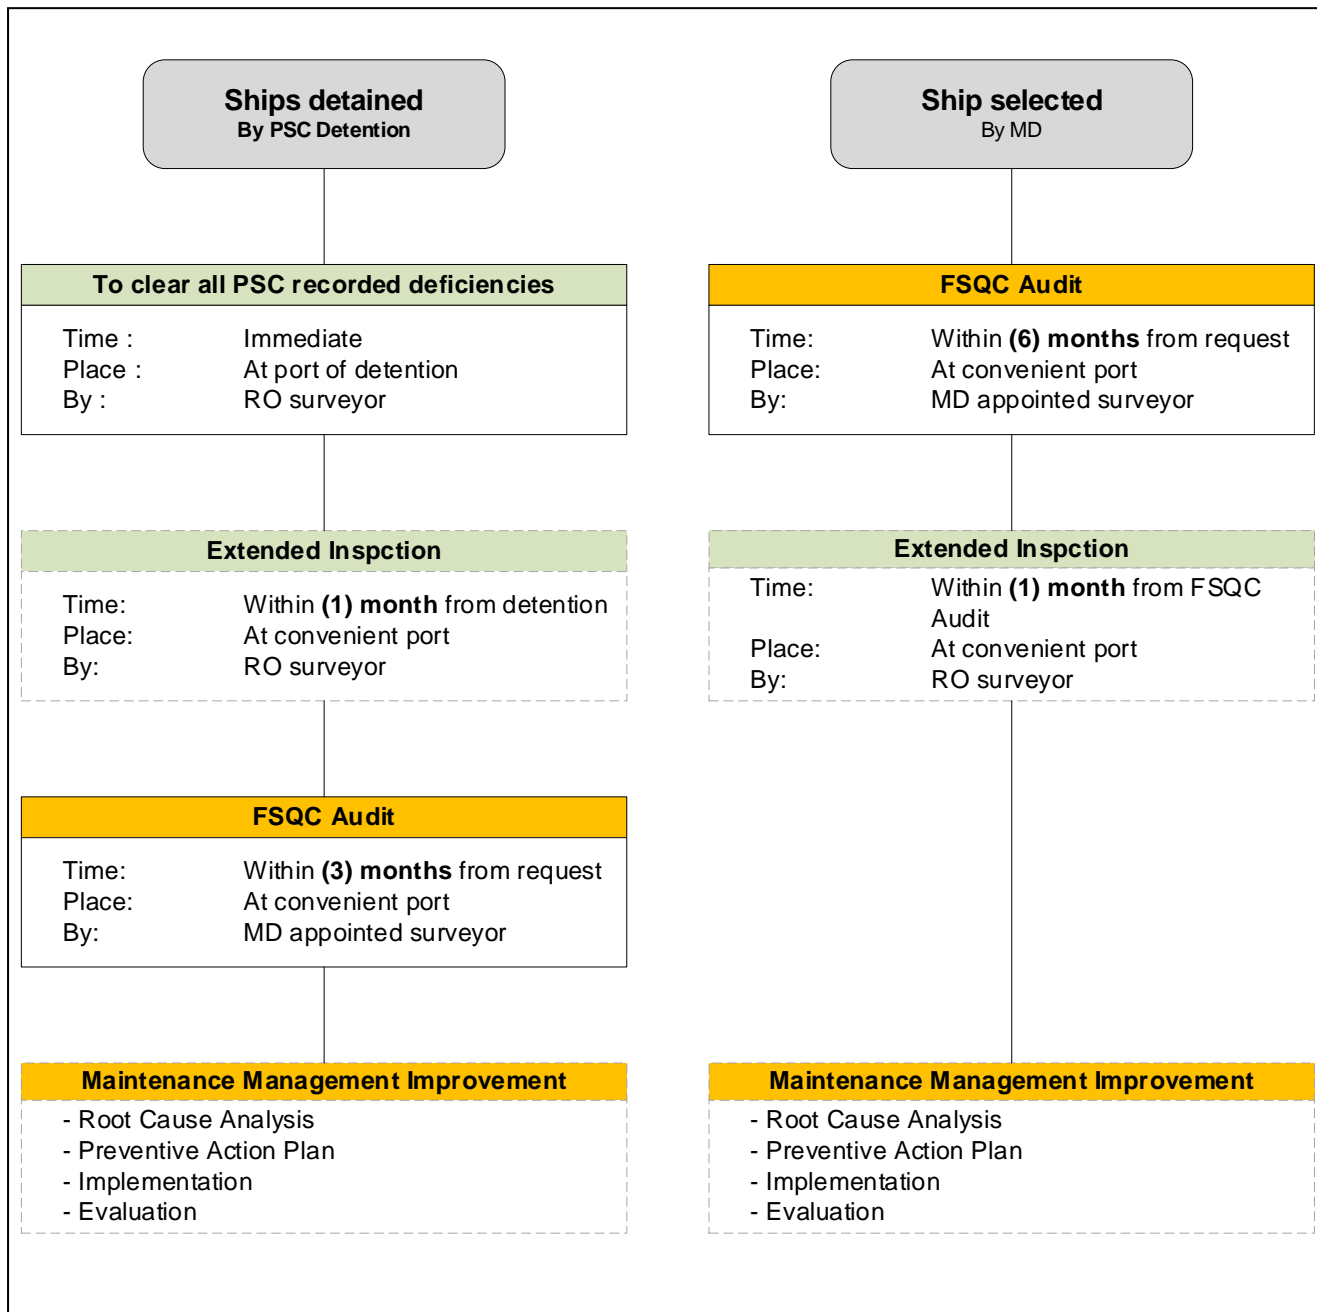 Ships detained
By PSC Detention
To clear all PSC recorded deficiencies
Time : Immediate
Place : At port of detention
By : RO surveyor
Extended Inspction
Time: Within (1) month from detention
Place: At convenient port
By: RO surveyor
FSQC Audit
Time: Within (3) months from request
Place: At convenient port
By: MD appointed surveyor
Maintenance Management Improvement
- Root Cause Analysis
- Preventive Action Plan
- Implementation
- Evaluation
Ship selected
By MD
FSQC Audit
Time: Within (6) months from request
Place: At convenient port
By: MD appointed surveyor
Extended Inspction
Time: Within (1) month from FSQC
Audit
Place: At convenient port
By: RO surveyor
Maintenance Management Improvement
- Root Cause Analysis
- Preventive Action Plan
- Implementation
- Evaluation